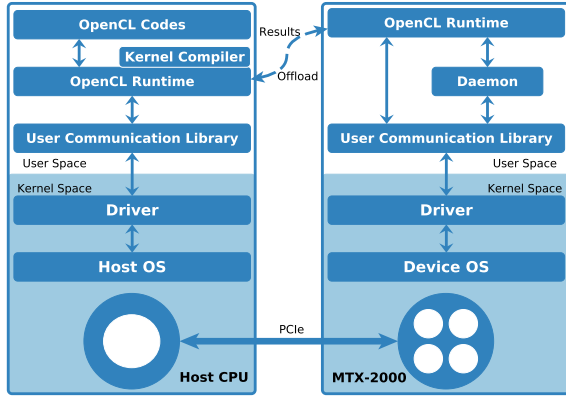 OpenCL Codes
Kernel Compiler
OpenCL Runtime
User Communication Library
User Space
Kernel Space
Driver
Host OS
Host CPU
Results
Offload
PCIe
OpenCL Runtime
Daemon
User Communication Library
User Space
Kernel Space
Driver
Device OS
MTX-2000